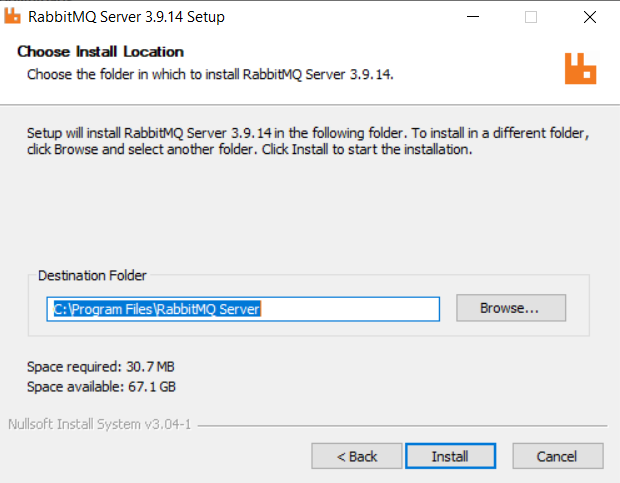 RabbitMQ Server 3.9.14 Setup
Choose Install Location
Choose the folder in which to install RabbitMQ Server 3.9.14.
Setup will install RabbitMQ Server 3.9.14 in the following folder. To install in a different folder,
click Browse and select another folder. Click Install to start the installation.
Destination Folder
C:\Program Files\RabbitMQ Server
Browse...
Space required: 30.7 MB
Space available: 67.1 GB
Nullsoft Install System v3.04-1
< Back
Install
Cancel